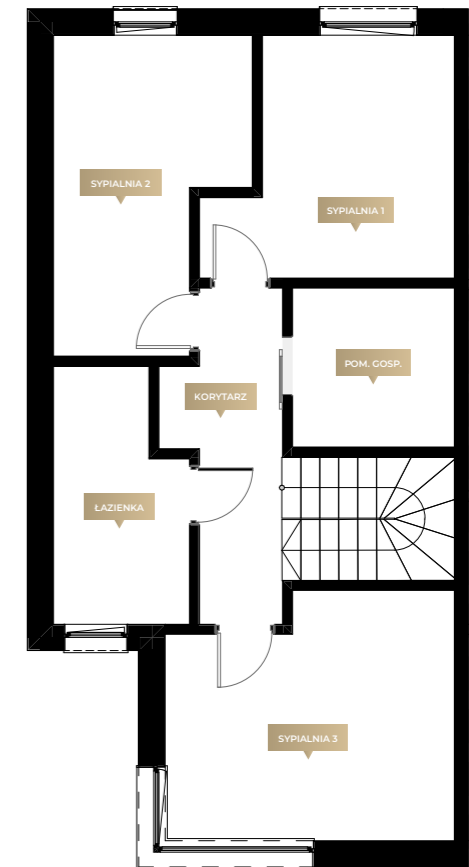 SYPIALNIA 2
SYPIALNIA 1
POM. GOSP.
KORYTARZ
ŁAZIENKA
SYPIALNIA 3